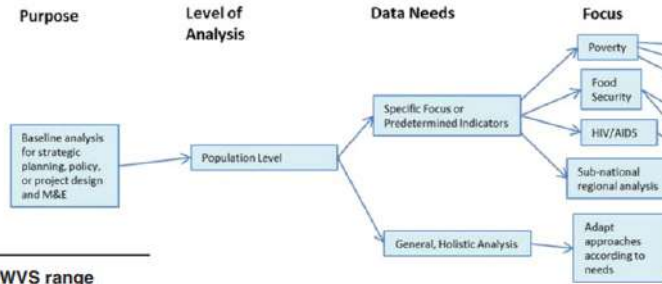 Purpose
Level of
Analysis
Data Needs
Focus
Baseline analysis
for strategic
planning, policy,
or project design
and M&E
Population Level
Specific Focus or
Predetermined Indicators
General, Holistic Analysis
Poverty
Food
Security
HIV/AIDS
Sub-national
regional analysis
Adapt
approaches
according to
needs
WVS range